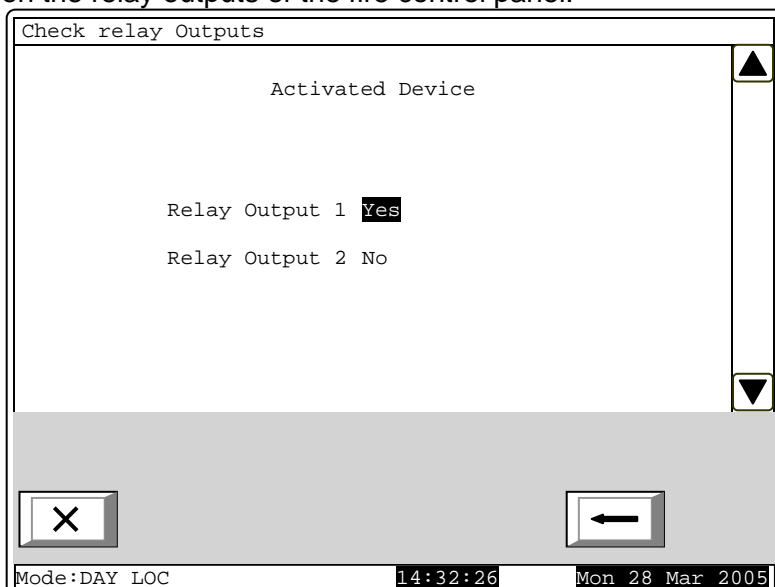 on the relay outputs of the fire control panel.
Check relay Outputs
Activated Device
Relay Output 1 Yes
Relay Output 2 No
Mode:DAY LOC 14:32:26 Mon 28 Mar 2005